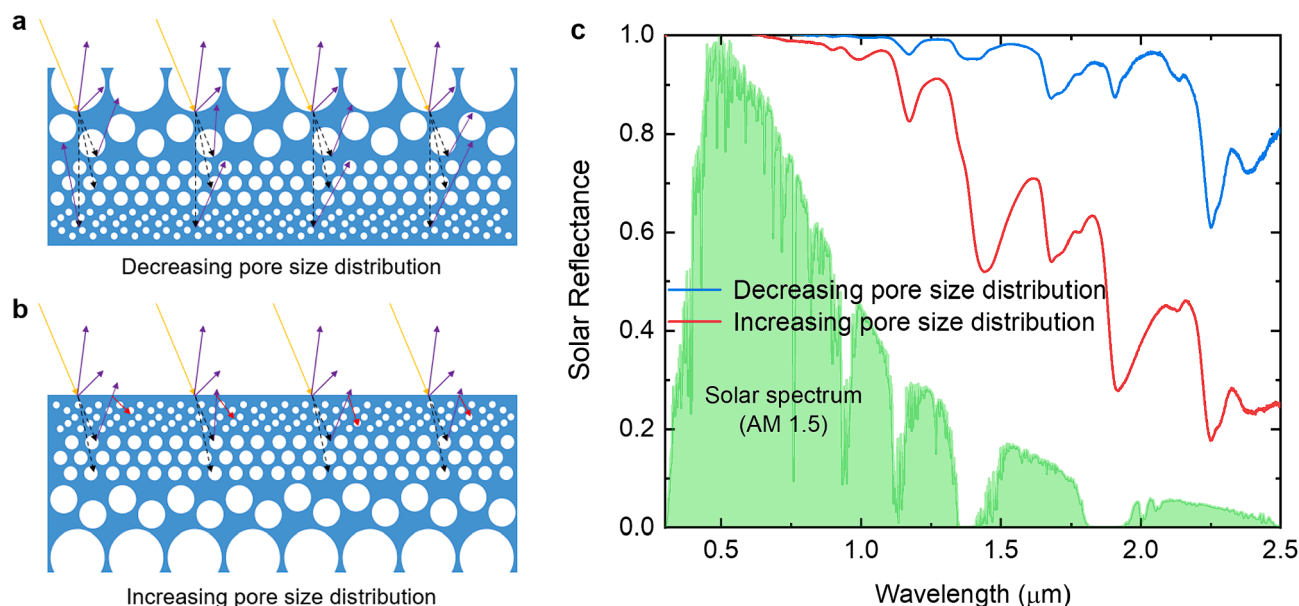 a
Decreasing pore size distribution
b
Increasing pore size distribution
c
1.0
0.8
0.6
0.4
0.2
0.0
Solar Reflectance
Decreasing pore size distribution
Increasing pore size distribution
Solar spectrum
(AM 1.5)
0.5 1.0 1.5 2.0 2.5
Wavelength (μm)